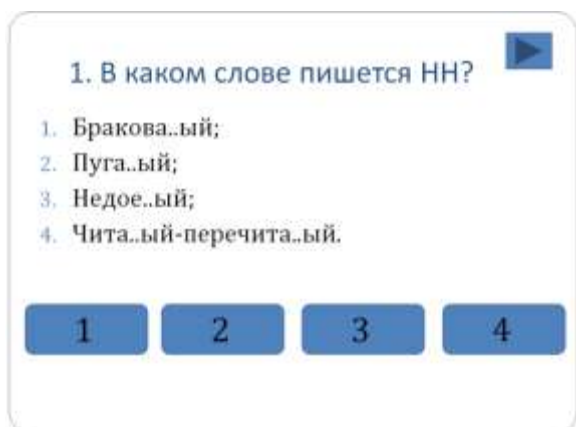 1. В каком слове пишется НН?
1. Бракова..ый;
2. Пуга..ый;
3. Недое..ый;
4. Чита..ый-перечита..ый.
1 2 3 4